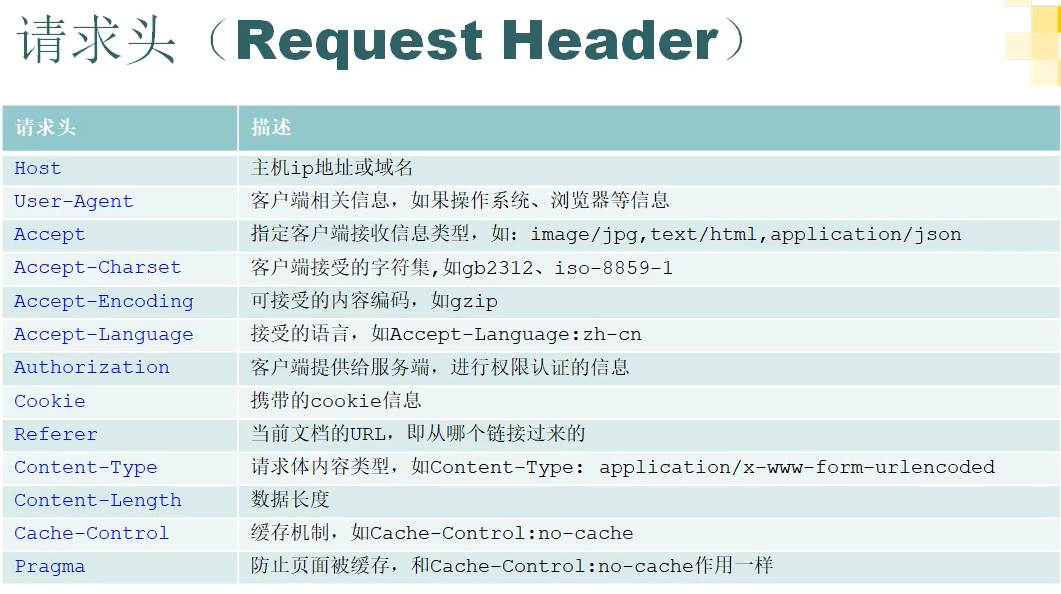 请求头（Request Header）
请求头 描述
Host 主机ip地址或域名
User-Agent 客户端相关信息，如果操作系统、浏览器等信息
Accept 指定客户端接收信息类型，如：image/jpg,text/html,application/json
Accept-Charset 客户端接受的字符集,如gb2312、iso-8859-1
Accept-Encoding 可接受的内容编码，如gzip
Accept-Language 接受的语言，如Accept-Language:zh-cn
Authorization 客户端提供给服务端，进行权限认证的信息
Cookie 携带的cookie信息
Referer 当前文档的URL，即从哪个链接过来的
Content-Type 请求体内容类型，如Content-Type: application/x-www-form-urlencoded
Content-Length 数据长度
Cache-Control 缓存机制，如Cache-Control:no-cache
Pragma 防止页面被缓存，和Cache-Control:no-cache作用一样